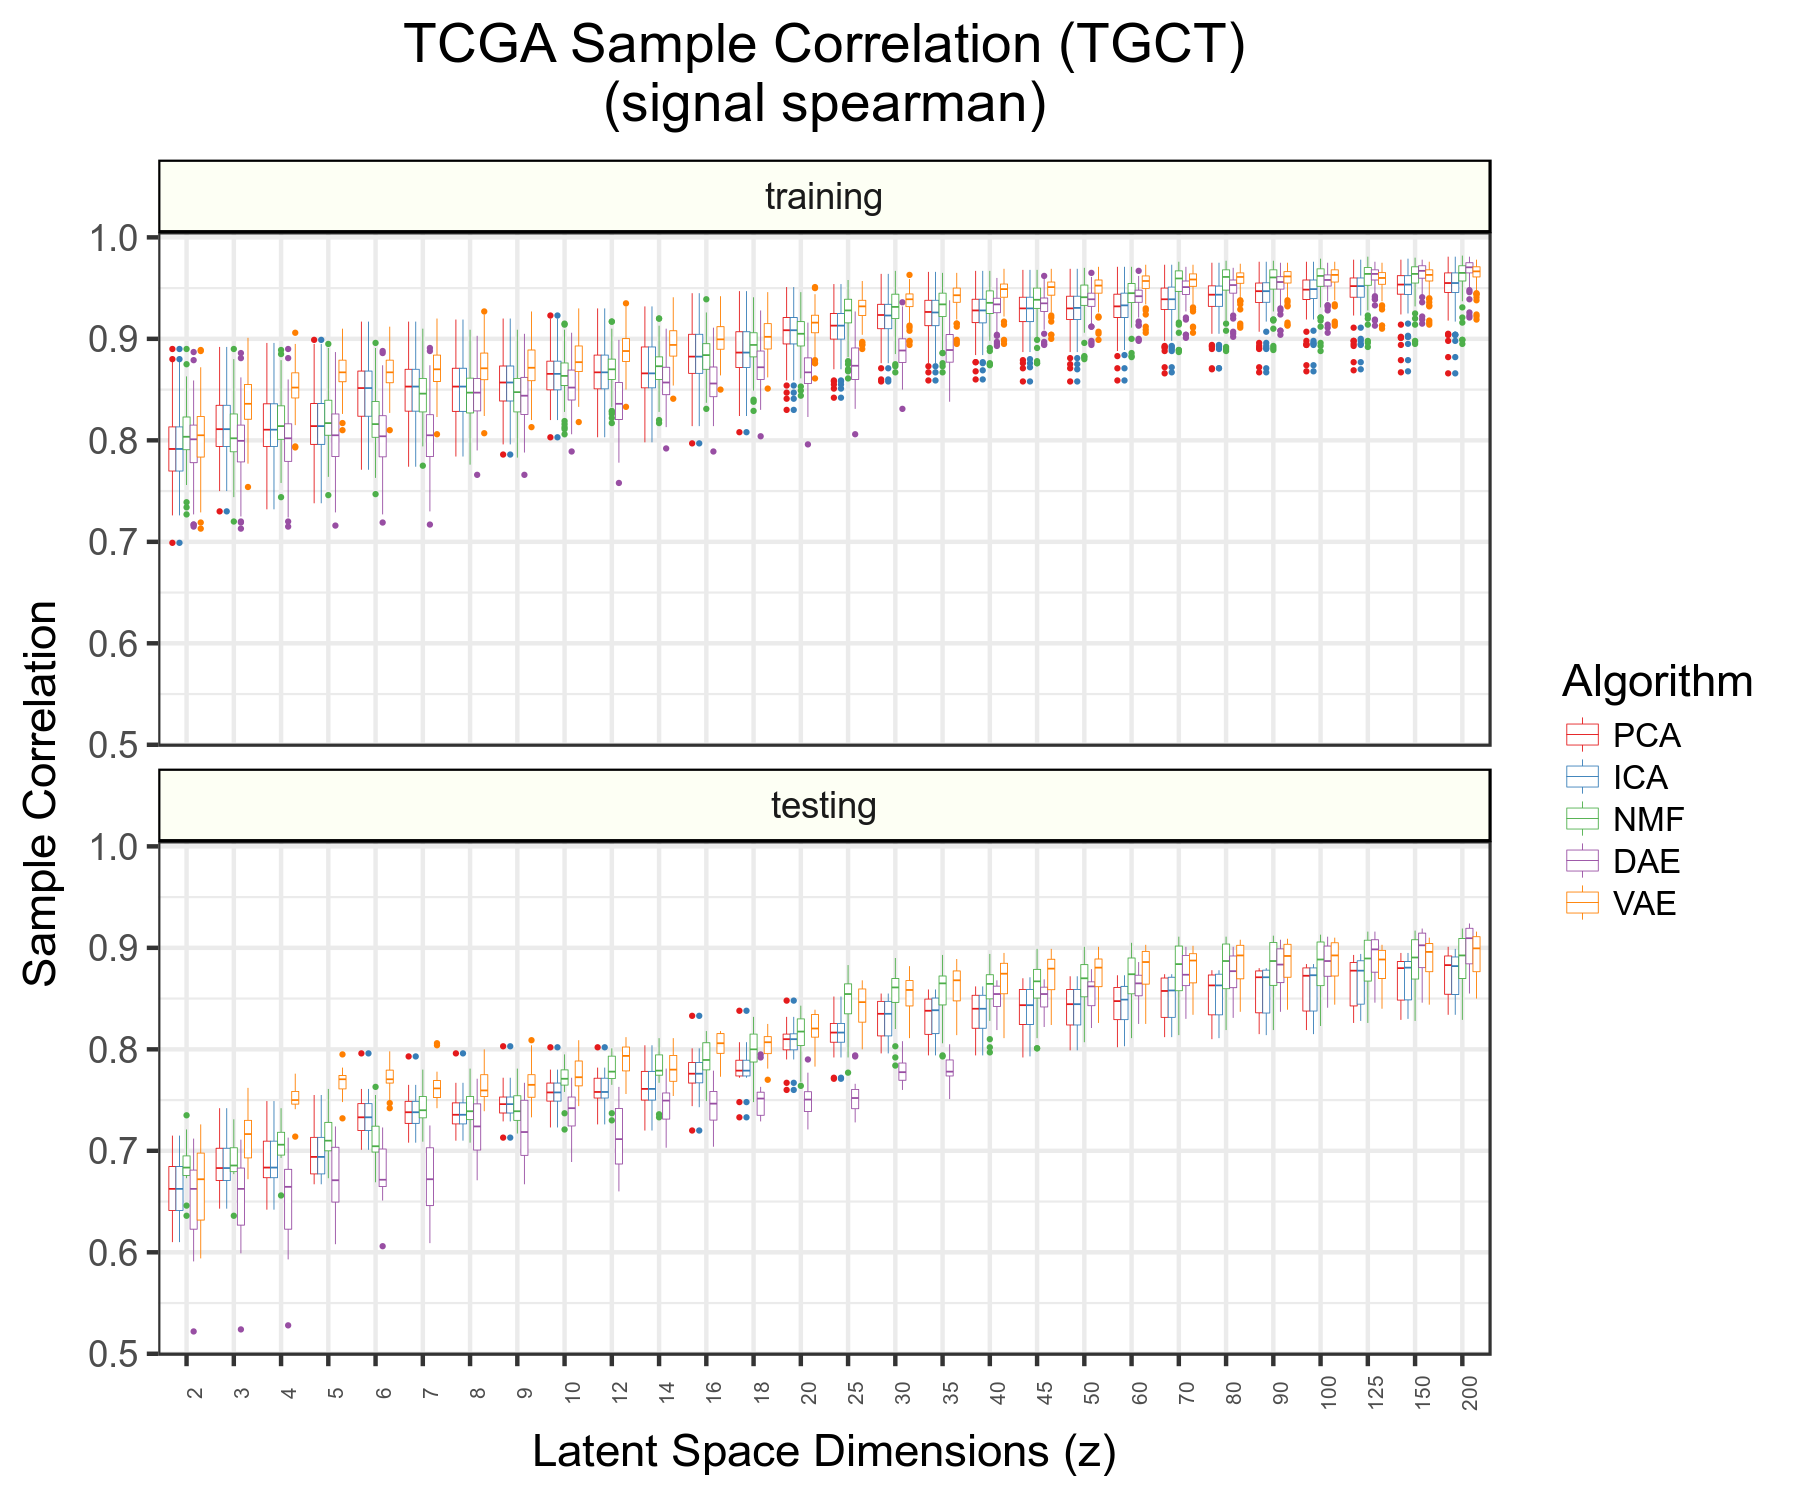 TCGA Sample Correlation (TGCT)
(signal spearman)
training
1.0
0.9
0.8
0.7
0.6
0.5
testing
1.0
0.9
0.8
0.7
0.6
0.5
Sample Correlation
2 3 4 5 6 7 8 9 10 12 14 16 18 20 25 30 35 40 45 50 60 70 80 90 100 125 150 200
Latent Space Dimensions (z)
Algorithm
PCA
ICA
NMF
DAE
VAE